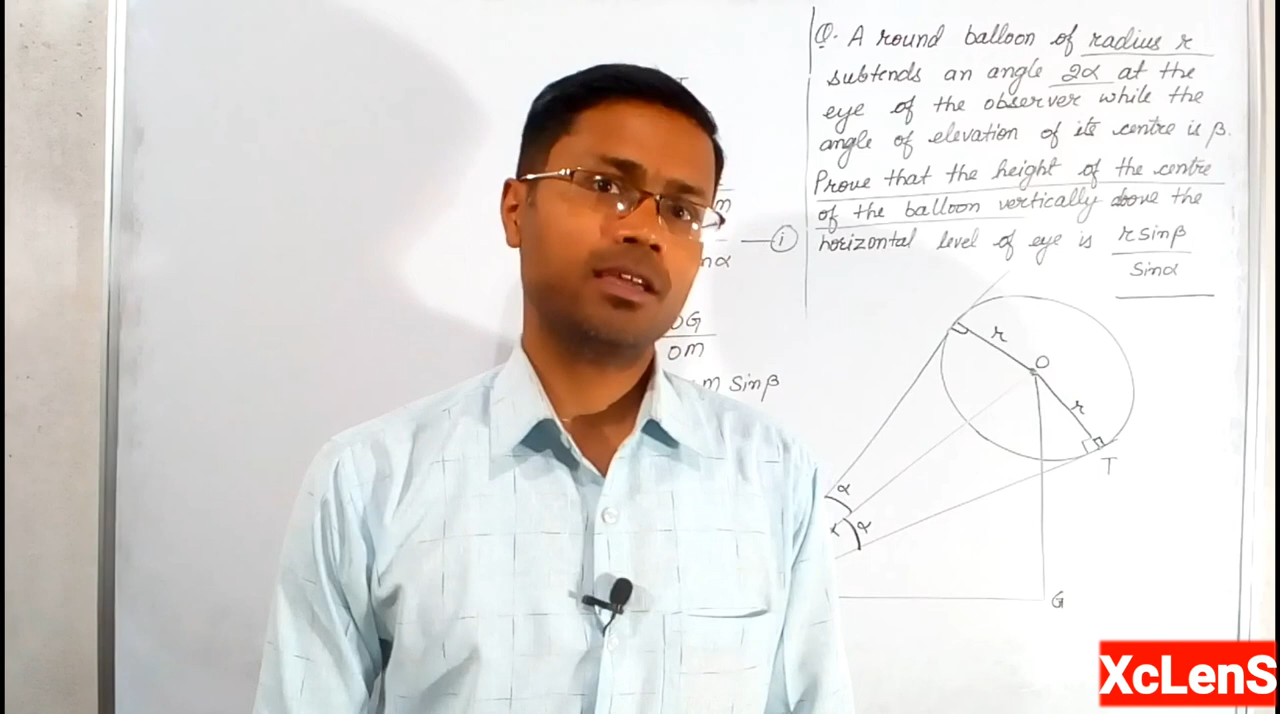 Q. A round balloon of radius r
subtends an angle 2α at the
eye of the observer while the
angle of elevation of its centre is β.
Prove that the height of the centre
of the balloon vertically above the
horizontal level of eye is r sinβ
sinα
m
i
nα
OG
OM
m sinβ
r
O
r
T
α
α
G
XcLenS